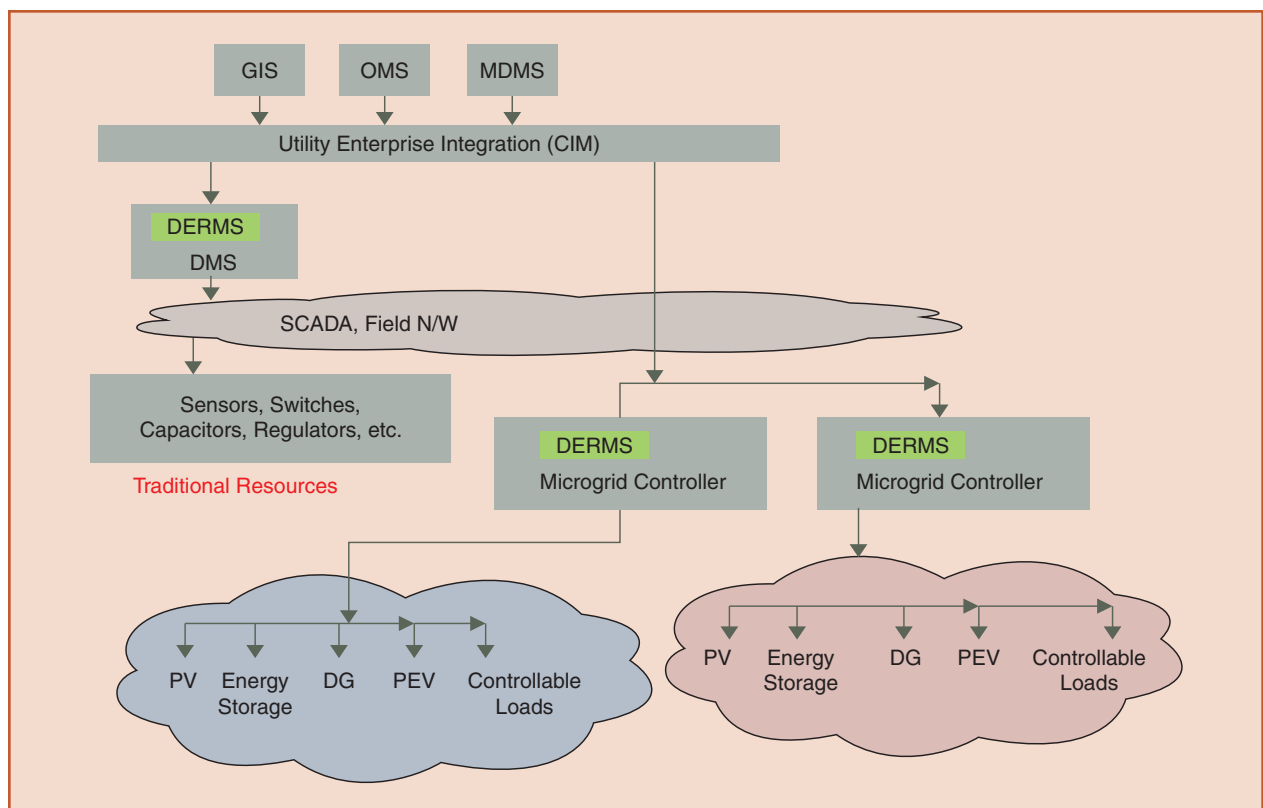 GIS
OMS
MDMS
Utility Enterprise Integration (CIM)
DERMS
DMS
SCADA, Field N/W
Sensors, Switches,
Capacitors, Regulators, etc.
Traditional Resources
DERMS
Microgrid Controller
DERMS
Microgrid Controller
PV
Energy
Storage
DG
PEV
Controllable
Loads
PV
Energy
Storage
DG
PEV
Controllable
Loads